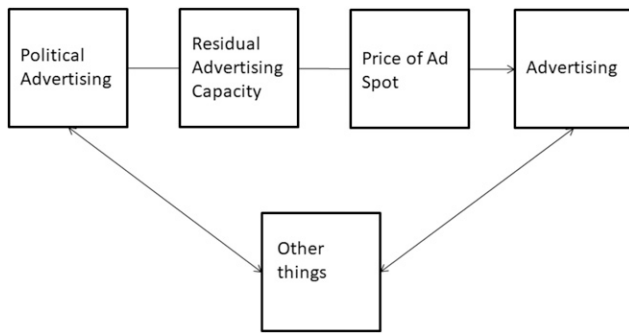 Political
Advertising
Residual
Advertising
Capacity
Price of Ad
Spot
Advertising
Other
things